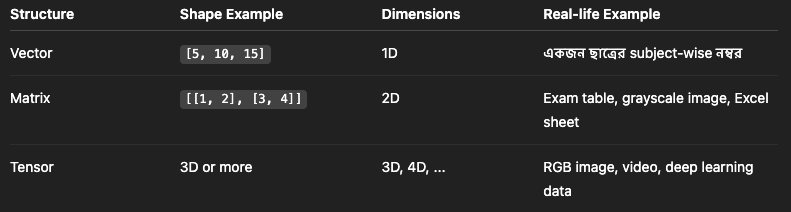 Structure Shape Example Dimensions Real-life Example
Vector [5, 10, 15] 1D একজন ছাত্রের subject-wise নম্বর
Matrix [[1, 2], [3, 4]] 2D Exam table, grayscale image, Excel
sheet
Tensor 3D or more 3D, 4D, ... RGB image, video, deep learning
data